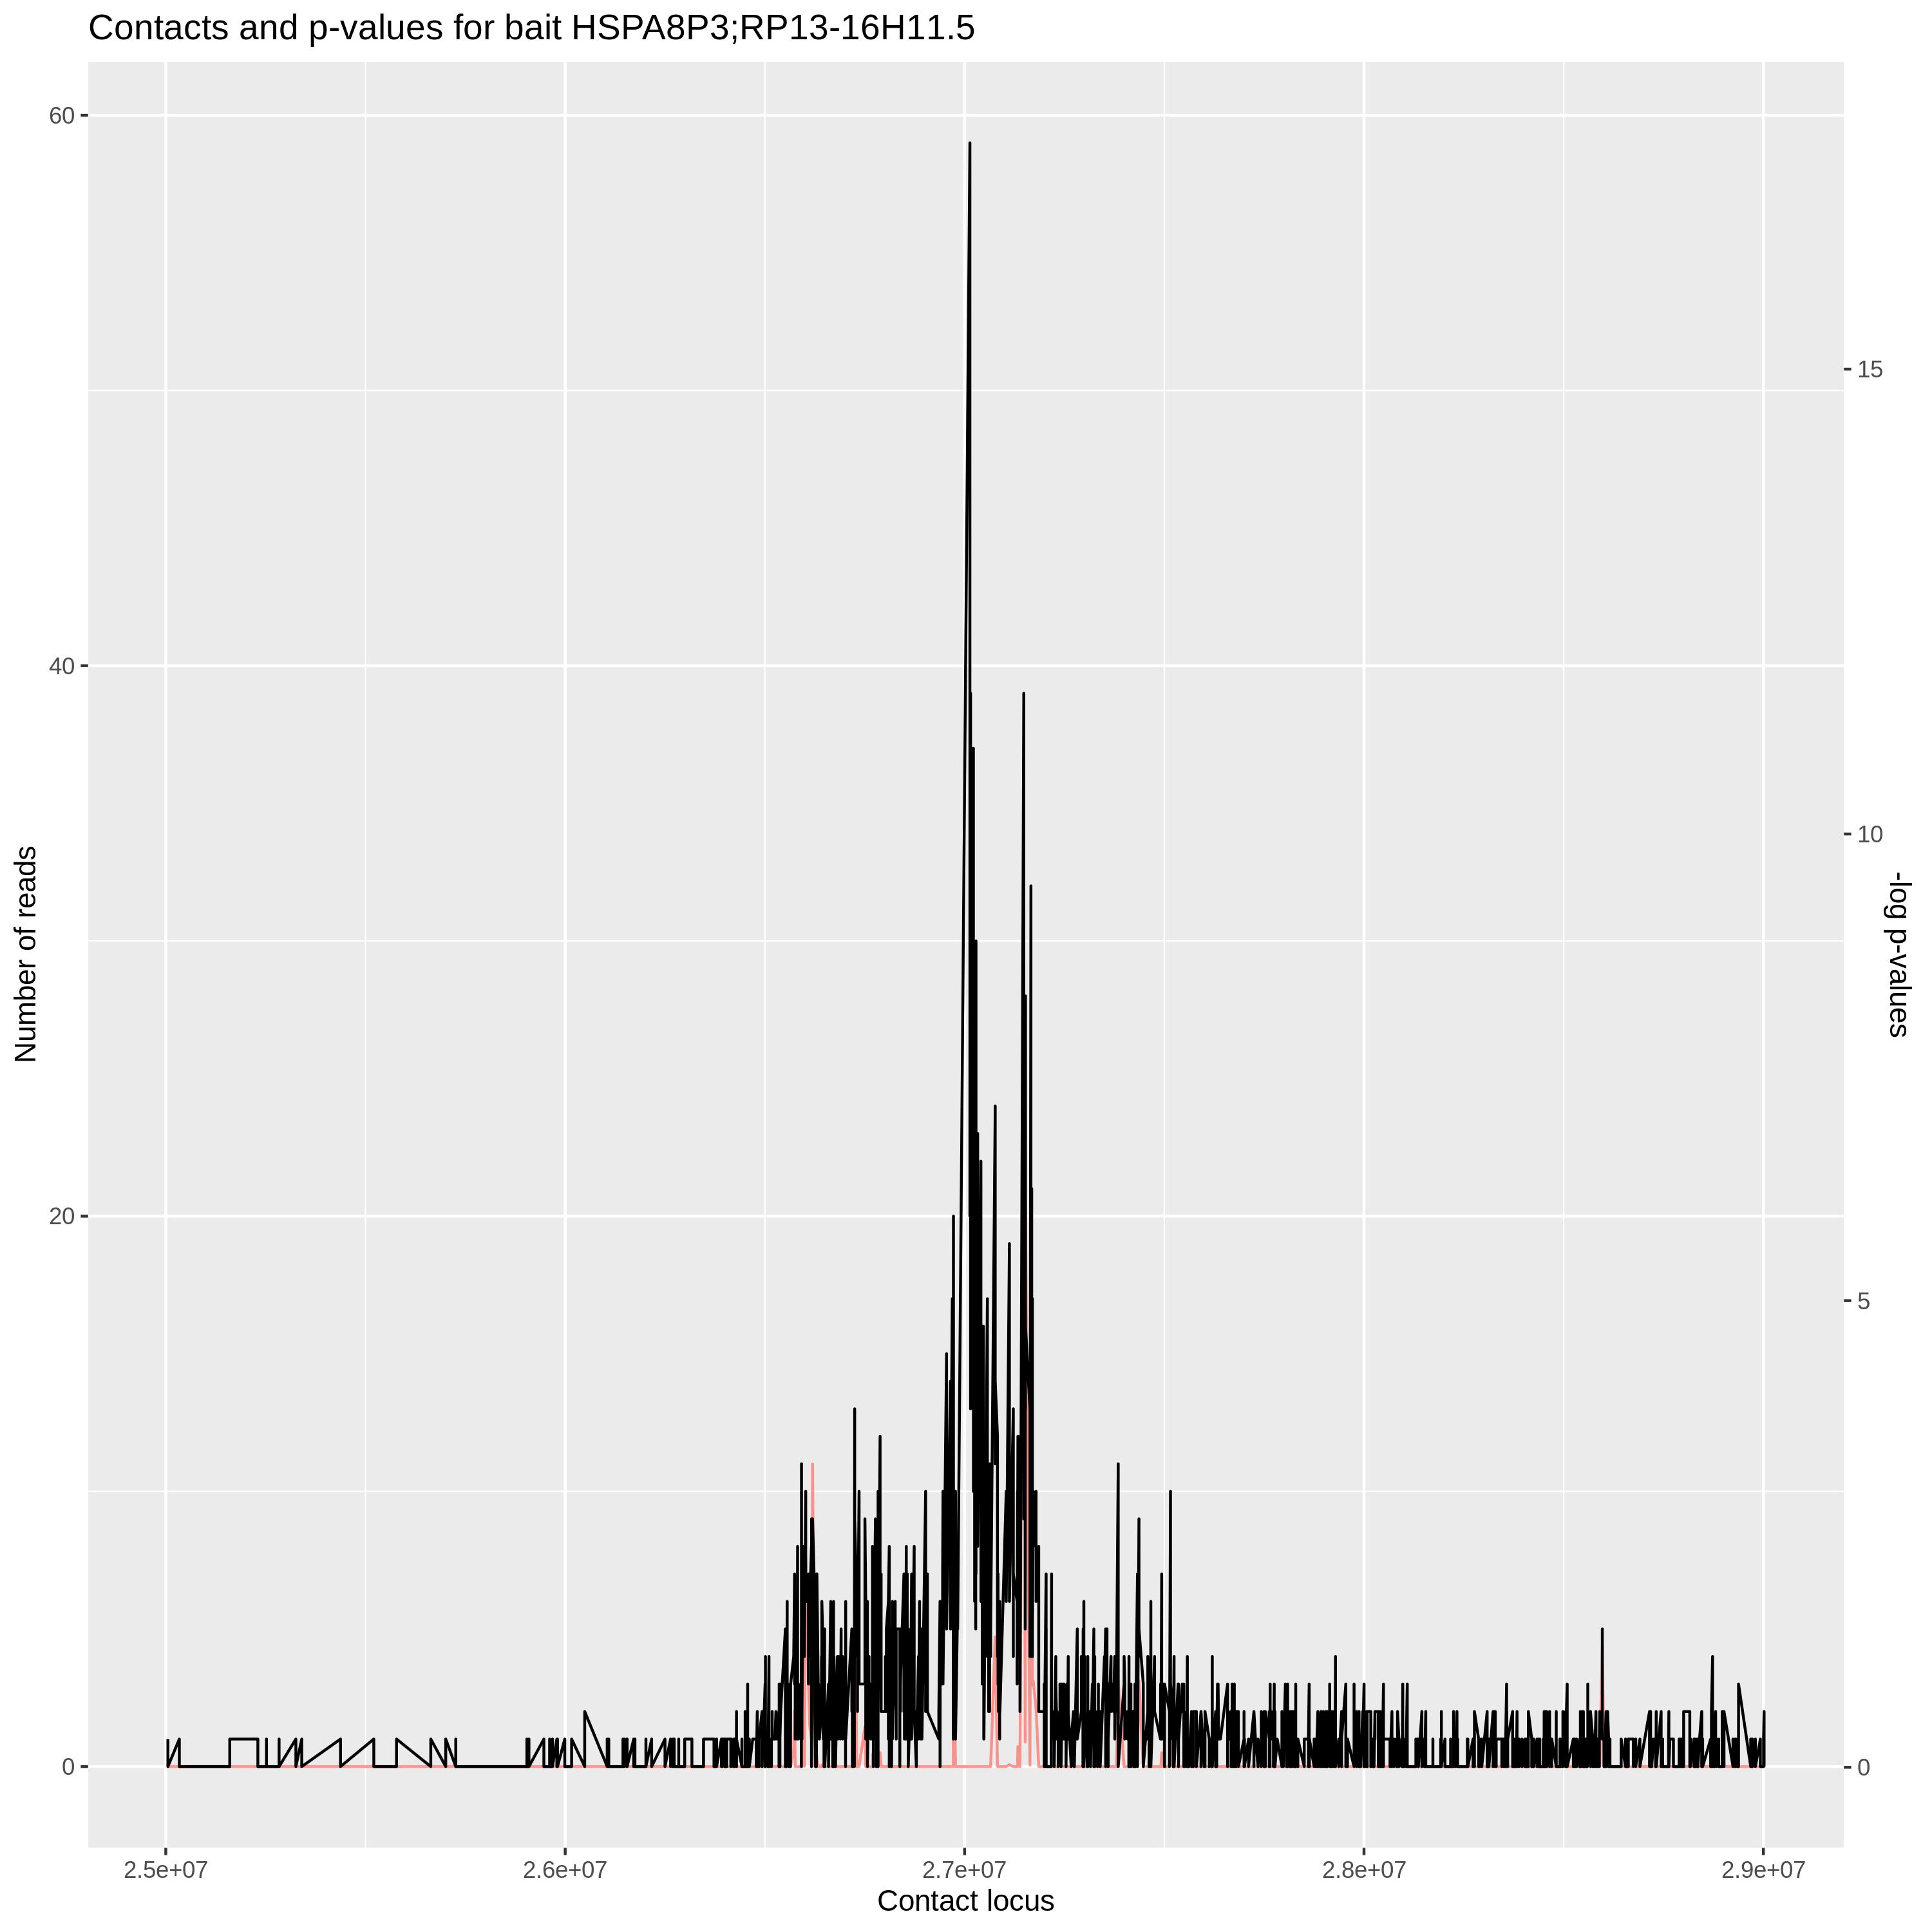 Contacts and p-values for bait HSPA8P3;RP13-16H11.5
60
40
20
0
Number of reads
15
10
5
0
-log p-values
2.5e+07
2.6e+07
2.7e+07
2.8e+07
2.9e+07
Contact locus